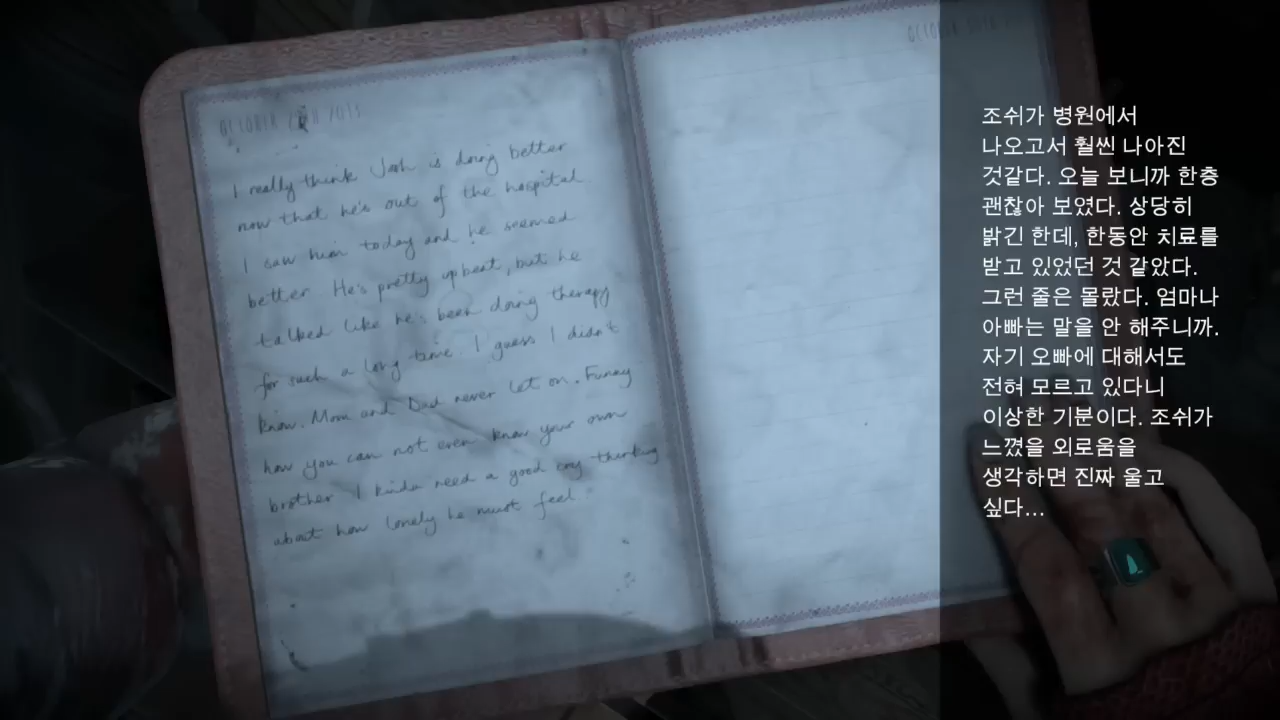 OCTOBER 2013
I really think Josh is doing better
now that he's out of the hospital
I saw him today and he seemed
better. He's pretty upbeat, but he
talked like he's been doing therapy
for such a long time. I guess I didn't
know. Mom and Dad never let on. Funny
how you can not even know your own
brother. I kinda need a good cry thinking
about how lonely he must feel.
OCTOBER
조쉬가 병원에서
나오고서 훨씬 나아진
것같다. 오늘 보니까 한층
괜찮아 보였다. 상당히
밝긴 한데, 한동안 치료를
받고 있었던 것 같았다.
그런 줄은 몰랐다. 엄마나
아빠는 말을 안 해주니까.
자기 오빠에 대해서도
전혀 모르고 있다니
이상한 기분이다. 조쉬가
느꼈을 외로움을
생각하면 진짜 울고
싶다...